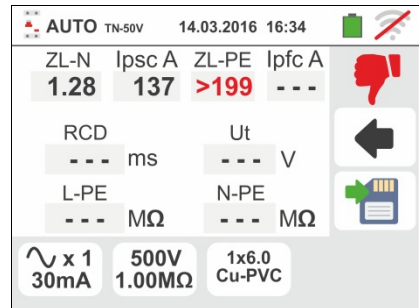 AUTO TN-50V 14.03.2016 16:34
ZL-N Ipsc A ZL-PE Ipfc A
1.28 137 >199 - - -
RCD Ut
- - - ms - - - V
L-PE N-PE
- - - MΩ - - - MΩ
x 1 500V 1x6.0
30mA 1.00MΩ Cu-PVC